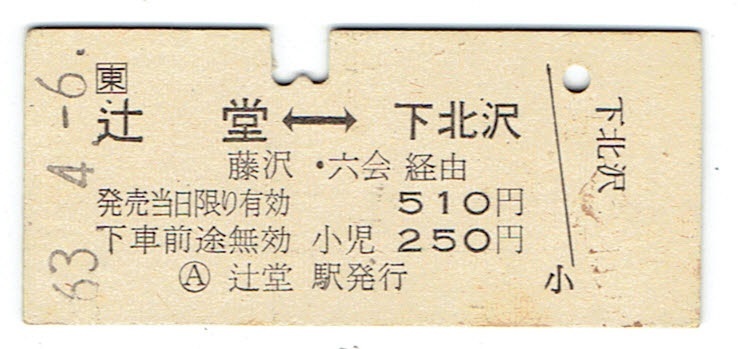 63.-4.-6.
東
辻 堂 ↔ 下北沢
藤沢・六会 経由
発売当日限り有効 510円
下車前途無効 小児 250円
Ⓐ 辻堂 駅発行
小
下北沢